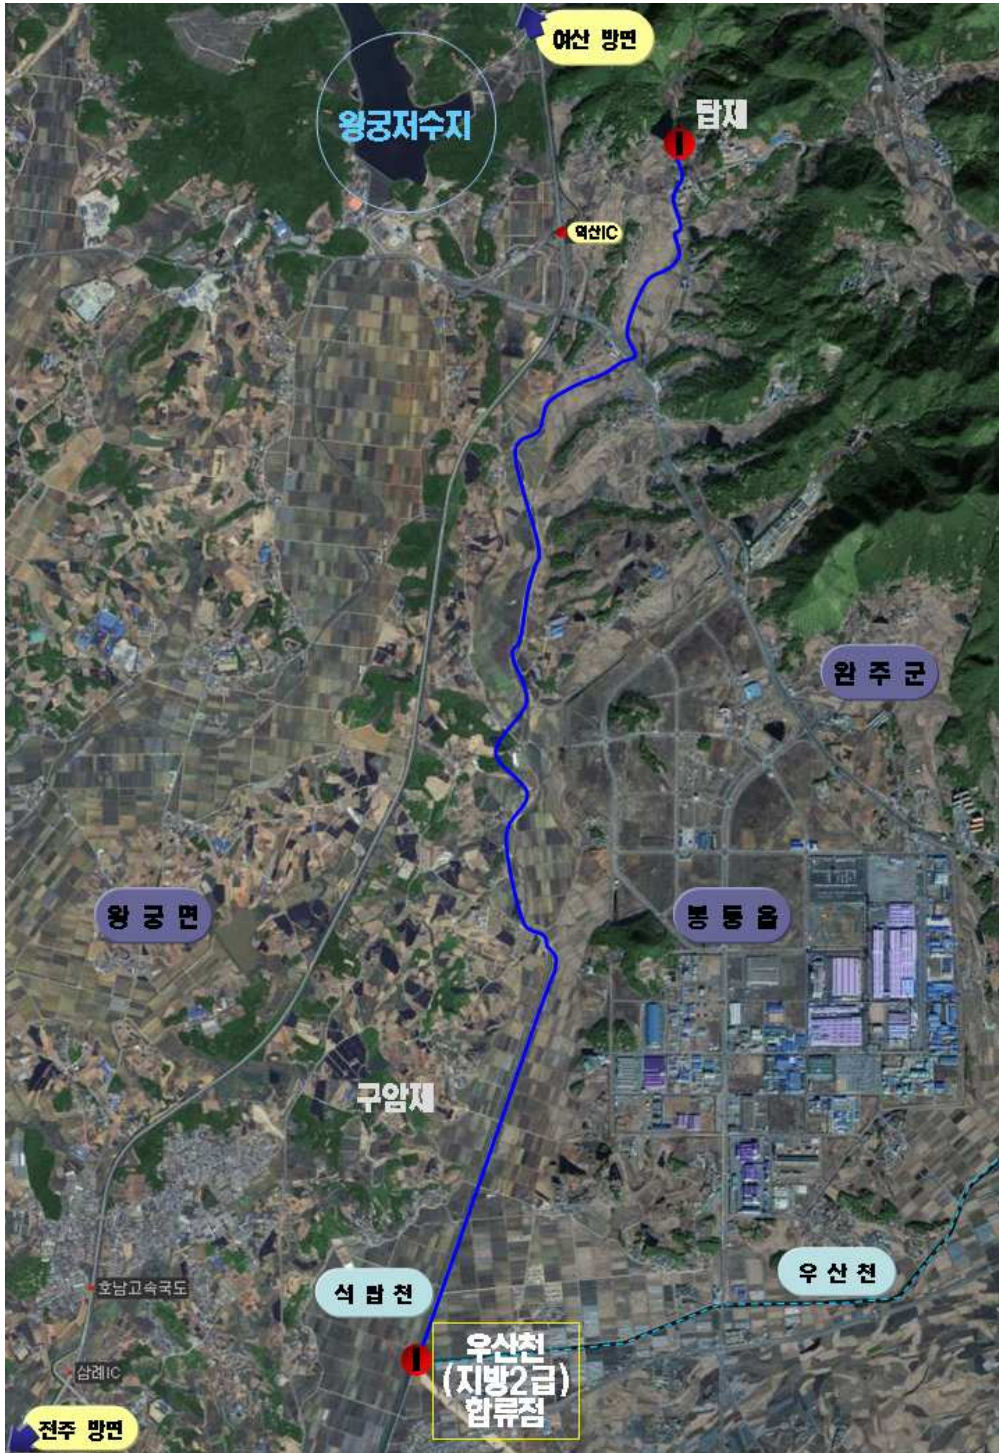 여산 방면
탑제
왕궁저수지
익산IC
완 주 군
왕 궁 면
봉 동 읍
구암제
우 산 천
호남고속국도
석 탑 천
우산천
(지방2급)
합류점
삼례IC
전주 방면